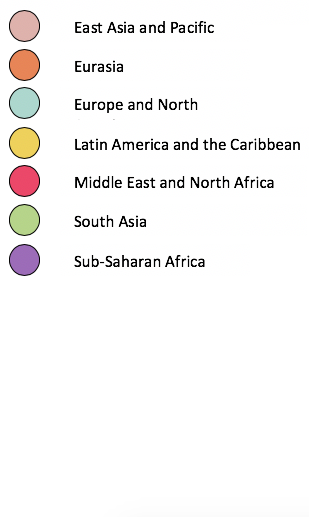 East Asia and Pacific
Eurasia
Europe and North
Latin America and the Caribbean
Middle East and North Africa
South Asia
Sub-Saharan Africa